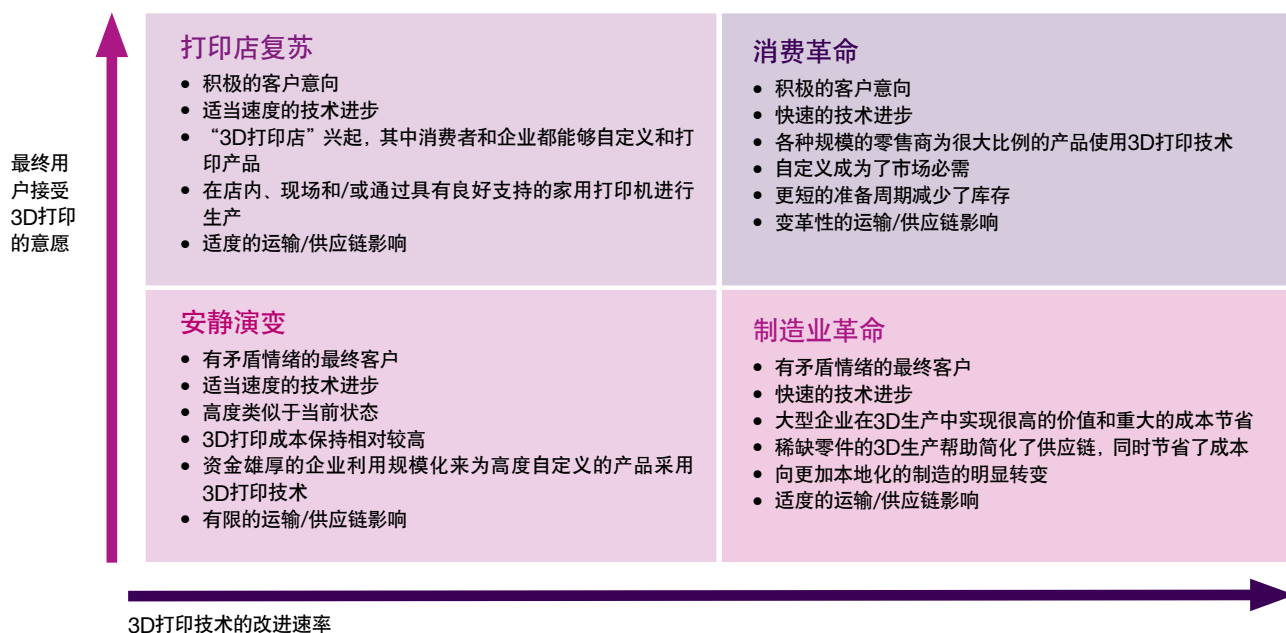 打印店复苏
• 积极的客户意向
• 适当速度的技术进步
• “3D打印店”兴起，其中消费者和企业都能够自定义和打
印产品
• 在店内、现场和/或通过具有良好支持的家用打印机进行
生产
• 适度的运输/供应链影响
消费革命
• 积极的客户意向
• 快速的技术进步
• 各种规模的零售商为很大比例的产品使用3D打印技术
• 自定义成为了市场必需
• 更短的准备周期减少了库存
• 变革性的运输/供应链影响
最终用
户接受
3D打印
的意愿
安静演变
• 有矛盾情绪的最终客户
• 适当速度的技术进步
• 高度类似于当前状态
• 3D打印成本保持相对较高
• 资金雄厚的企业利用规模化来为高度自定义的产品采用
3D打印技术
• 有限的运输/供应链影响
制造业革命
• 有矛盾情绪的最终客户
• 快速的技术进步
• 大型企业在3D生产中实现很高的价值和重大的成本节省
• 稀缺零件的3D生产帮助简化了供应链，同时节省了成本
• 向更加本地化的制造的明显转变
• 适度的运输/供应链影响
3D打印技术的改进速率